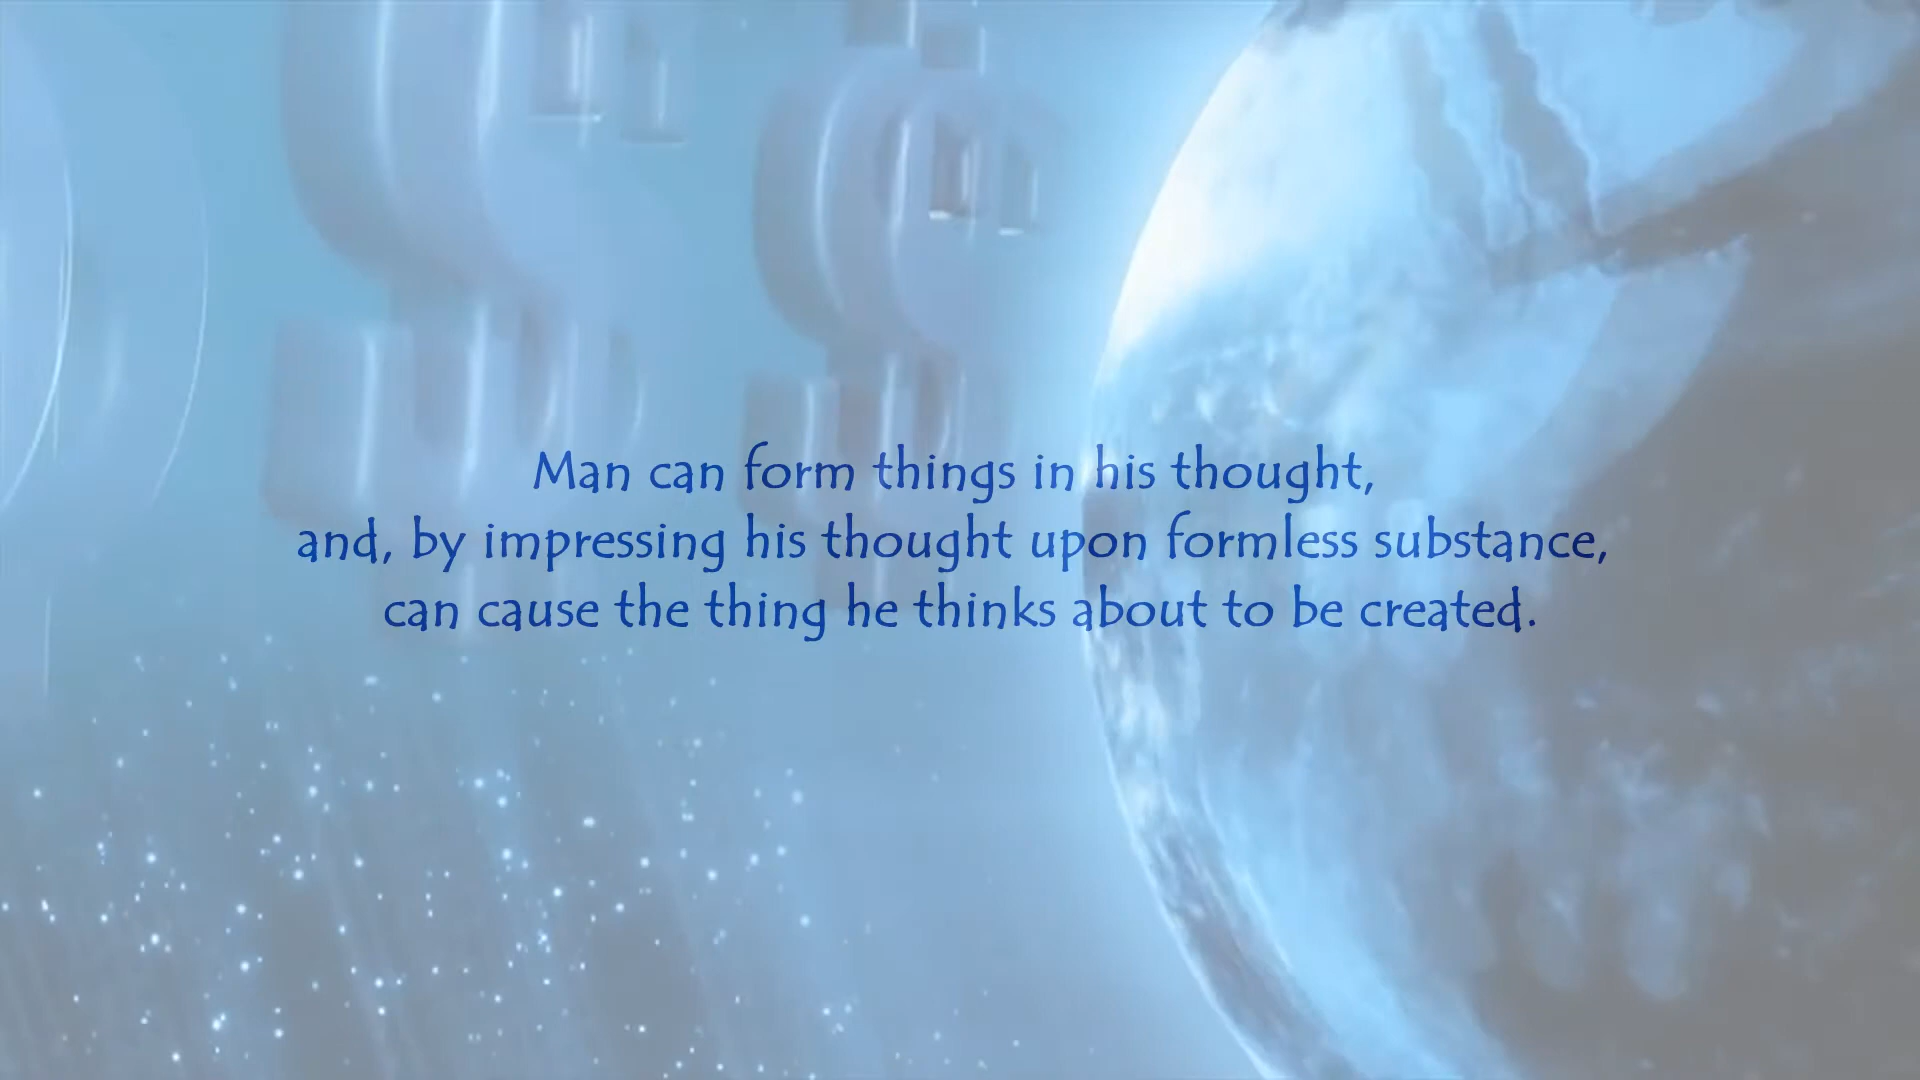 Man can form things in his thought,
and, by impressing his thought upon formless substance,
can cause the thing he thinks about to be created.